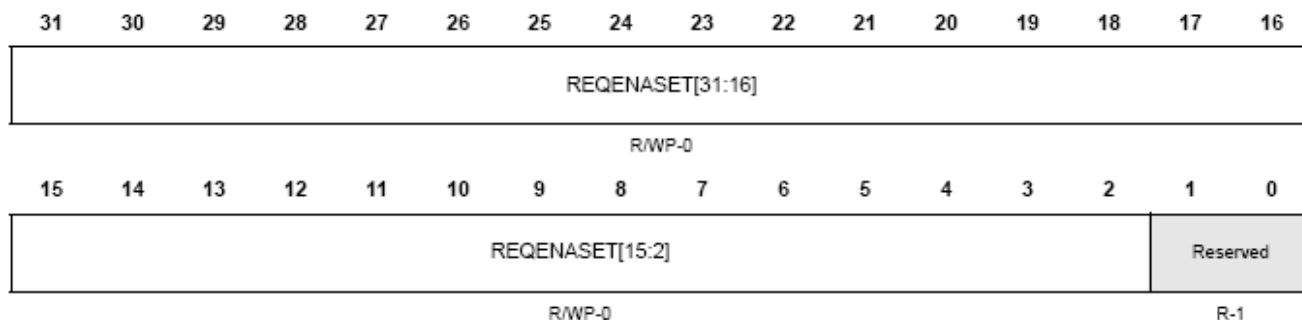 31 30 29 28 27 26 25 24 23 22 21 20 19 18 17 16
REQENASET[31:16]
R/WP-0
15 14 13 12 11 10 9 8 7 6 5 4 3 2 1 0
REQENASET[15:2] Reserved
R/WP-0 R-1